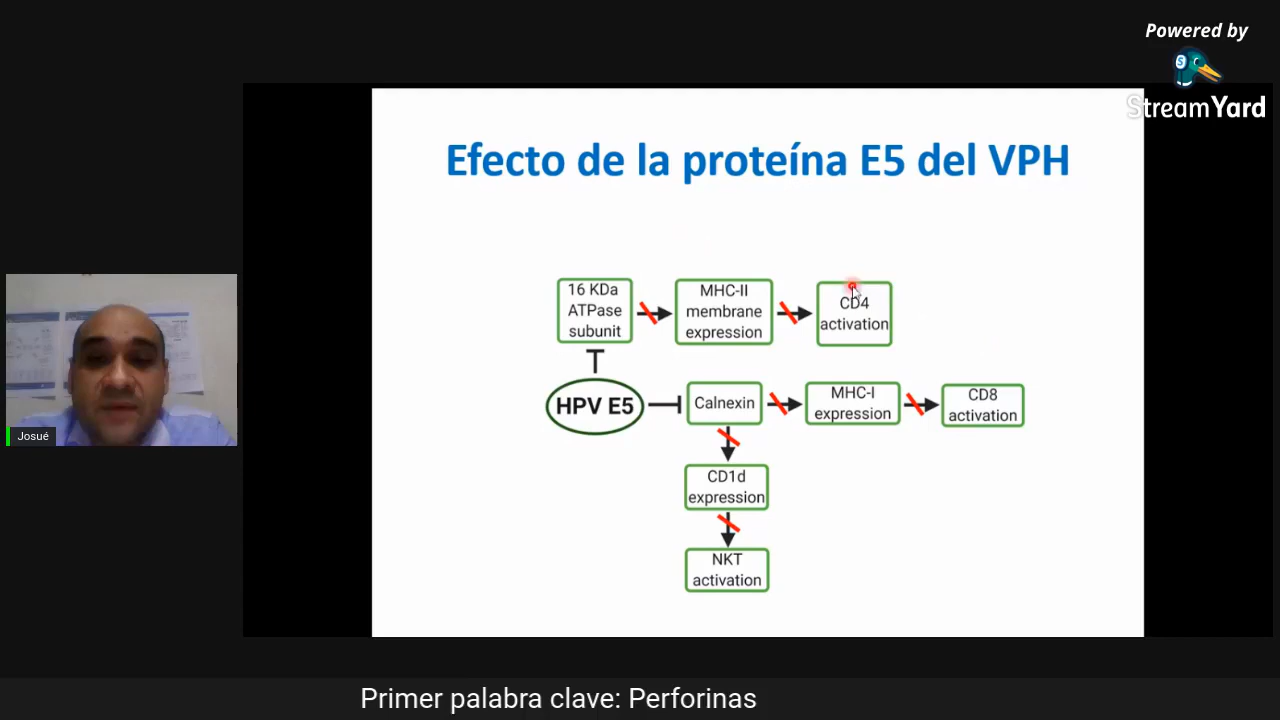 Powered by
StreamYard
Efecto de la proteína E5 del VPH
16 KDa
ATPase
subunit
MHC-II
membrane
expression
CD4
activation
HPV E5
Calnexin
MHC-I
expression
CD8
activation
CD1d
expression
NKT
activation
Josué
Primer palabra clave: Perforinas